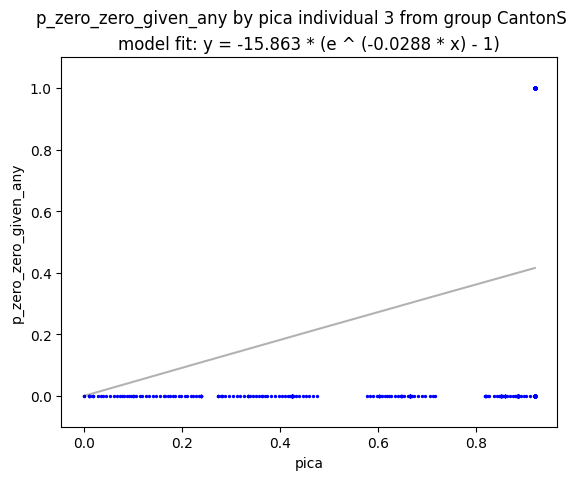 p_zero_zero_given_any by pica individual 3 from group CantonS
model fit: y = -15.863 * (e ^ (-0.0288 * x) - 1)
1.0
0.8
0.6
0.4
0.2
0.0
p_zero_zero_given_any
0.0 0.2 0.4 0.6 0.8
pica